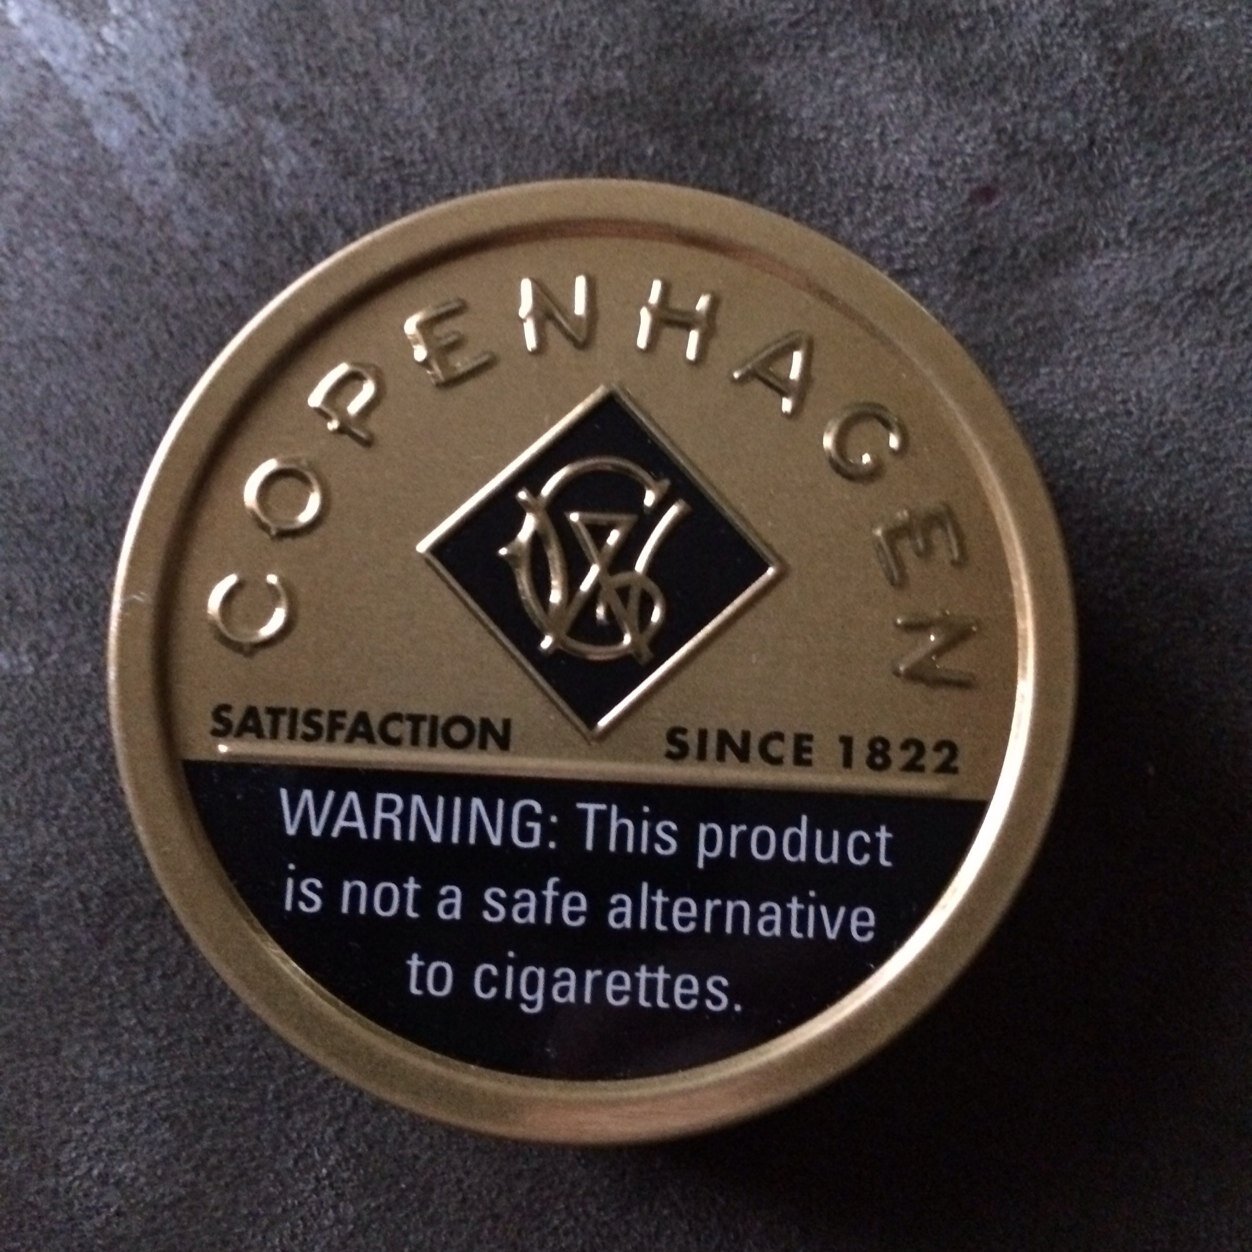 COPENHAGEN
SATISFACTION SINCE 1822
WARNING: This product
is not a safe alternative
to cigarettes.